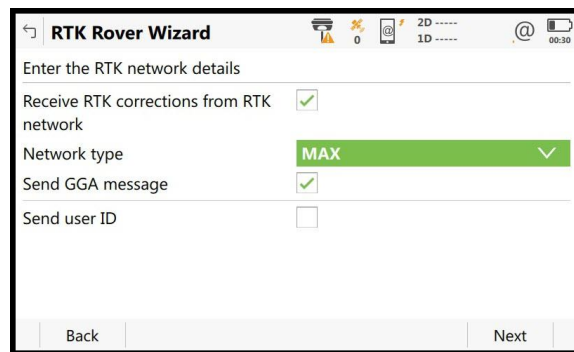 RTK Rover Wizard
0
@
2D -----
1D -----
@
00:30
Enter the RTK network details
Receive RTK corrections from RTK
network
Network type
MAX
Send GGA message
Send user ID
Back
Next